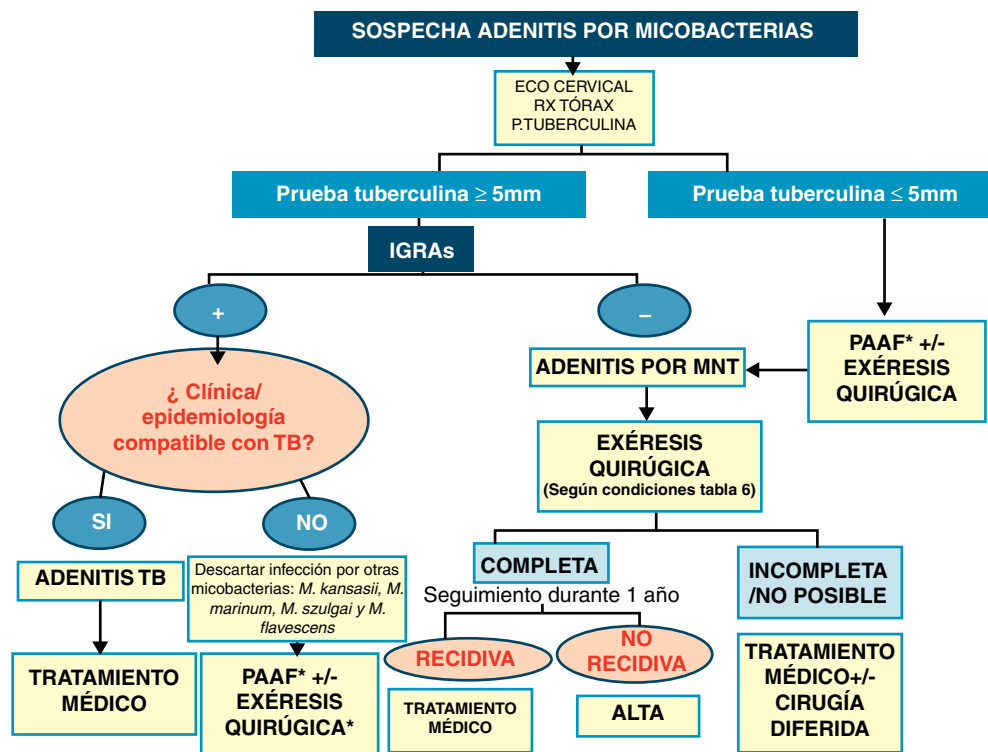 SOSPECHA ADENITIS POR MICOBACTERIAS
ECO CERVICAL
RX TÓRAX
P.TUBERCULINA
Prueba tuberculina ≥ 5mm
Prueba tuberculina ≤ 5mm
IGRAs
+
–
PAAF* +/-
EXÉRESIS
QUIRÚGICA
ADENITIS POR MNT
¿ Clínica/
epidemiología
compatible con TB?
EXÉRESIS
QUIRÚGICA
(Según condiciones tabla 6)
SI
NO
COMPLETA
INCOMPLETA
/NO POSIBLE
ADENITIS TB
Descartar infección por otras
micobacterias: M. kansasii, M.
marinum, M. szulgai y M.
flavescens
Seguimiento durante 1 año
RECIDIVA
NO
RECIDIVA
TRATAMIENTO
MÉDICO
PAAF* +/-
EXÉRESIS
QUIRÚGICA*
TRATAMIENTO
MÉDICO
ALTA
TRATAMIENTO
MÉDICO+/-
CIRUGÍA
DIFERIDA